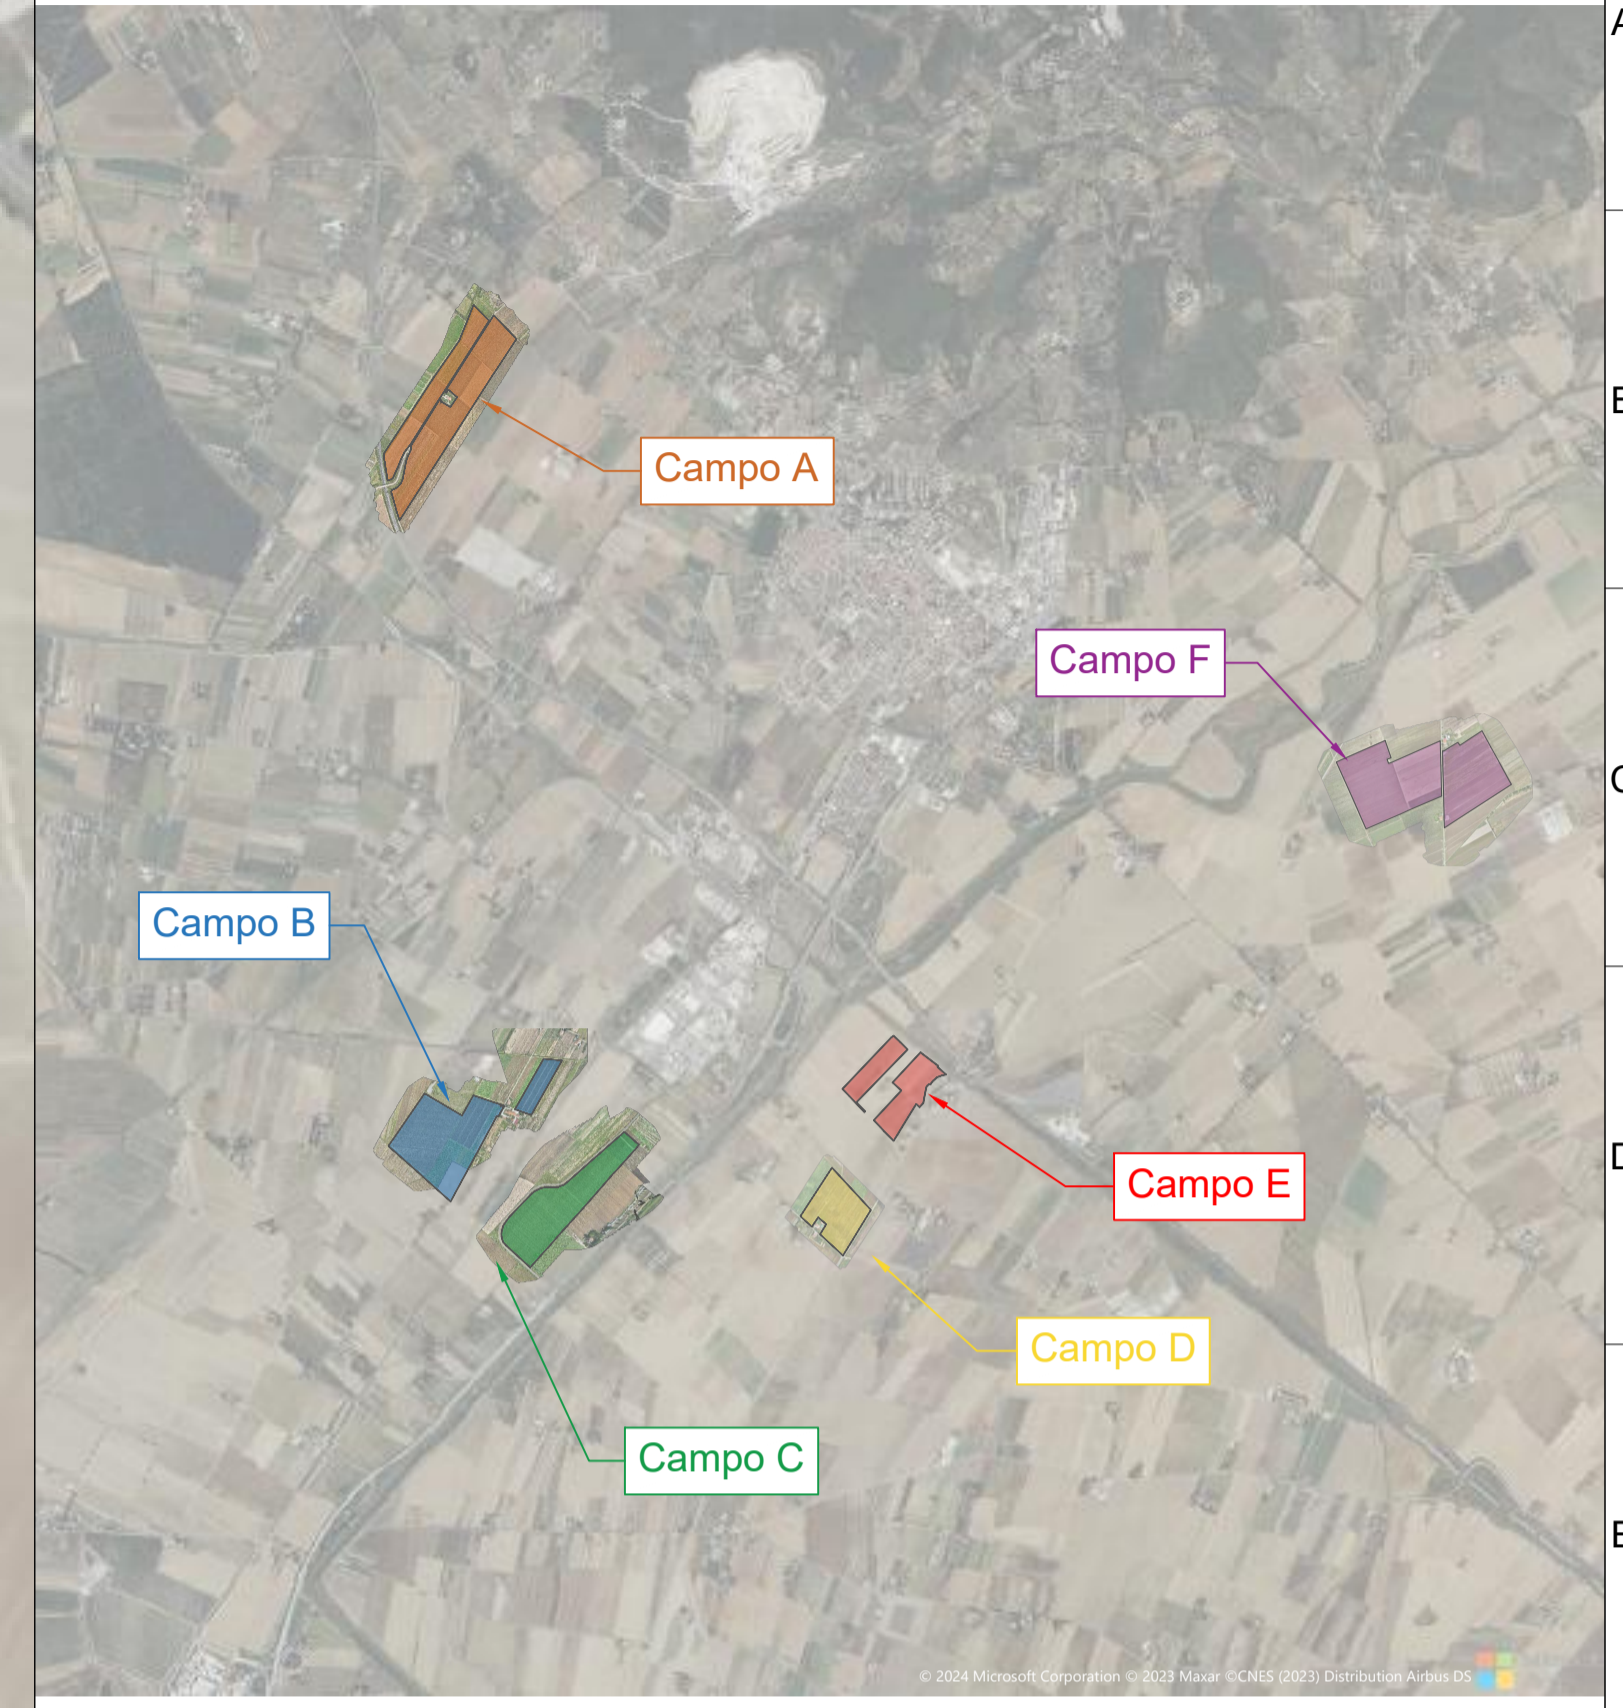 A
B
Campo A
C
Campo F
Campo B
D
Campo E
Campo D
Campo C
E
© 2024 Microsoft Corporation © 2023 Maxar ©CNES (2023) Distribution Airbus DS